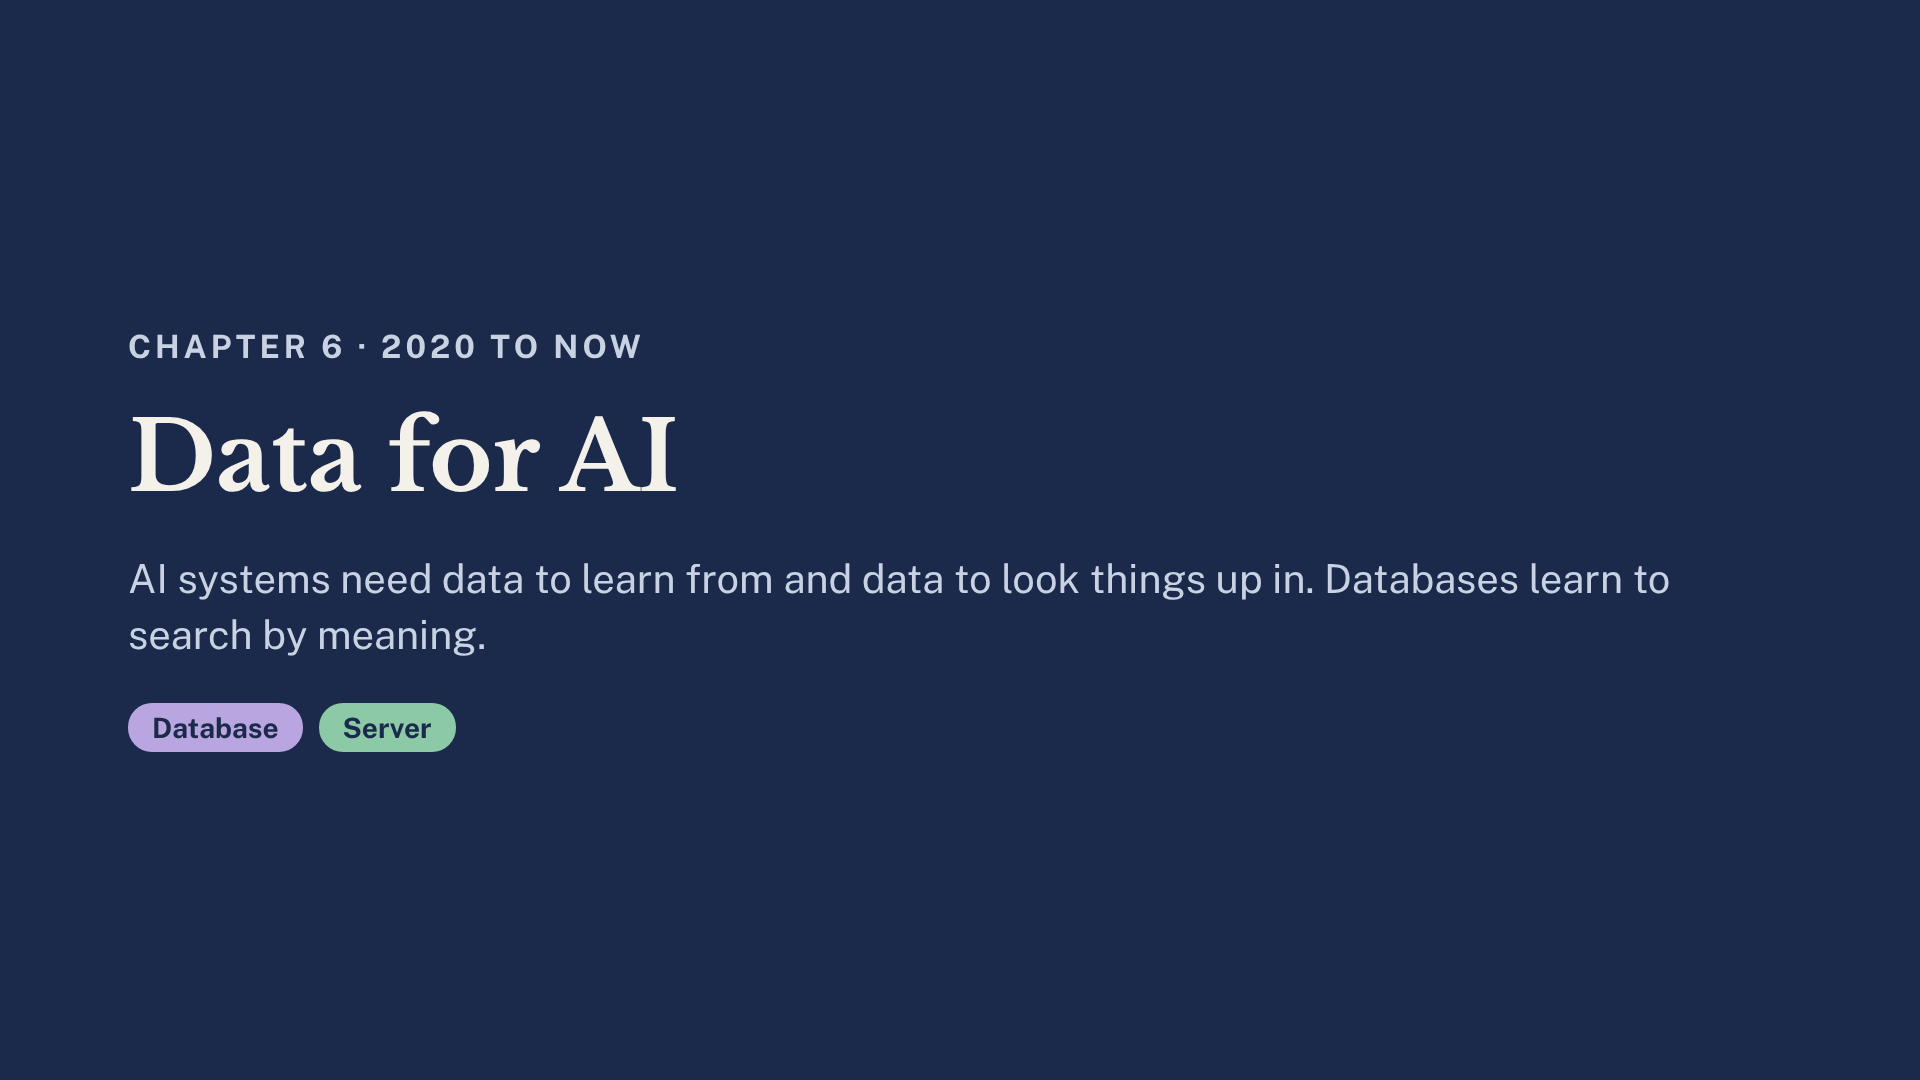 CHAPTER 6 · 2020 TO NOW
Data for AI
AI systems need data to learn from and data to look things up in. Databases learn to
search by meaning.
Database
Server